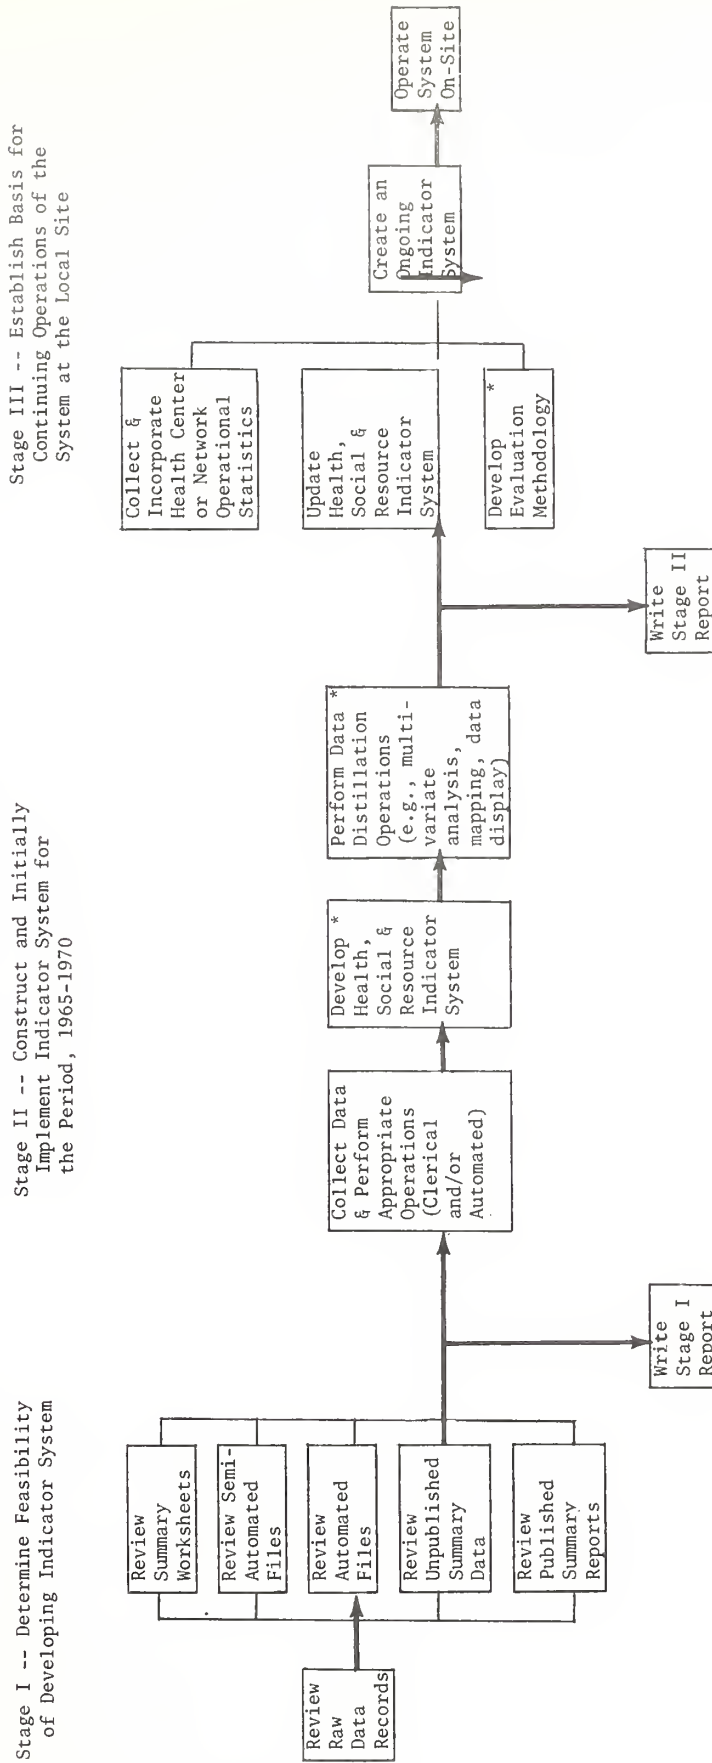 Stage I -- Determine Feasibility
of Developing Indicator System
Stage II -- Construct and Initially
Implement Indicator System for
the Period, 1965-1970
Stage III -- Establish Basis for
Continuing Operations of the
System at the Local Site
Review
Raw
Data
Records
Review
Summary
Worksheets
Review Semi-
Automated
Files
Review
Automated
Files
Review
Unpublished
Summary
Data
Review
Published
Summary
Reports
Write
Stage I
Report
Collect Data
& Perform
Appropriate
Operations
(Clerical
and/or
Automated)
Develop *
Health,
Social &
Resource
Indicator
System
Perform Data *
Distillation
Operations
(e.g., multi-
variate
analysis,
mapping, data
display)
Write
Stage II
Report
Collect &
Incorporate
Health Center
or Network
Operational
Statistics
Update
Health,
Social &
Resource
Indicator
System
Develop *
Evaluation
Methodology
Create an
Ongoing
Indicator
System
Operate
System
On-Site